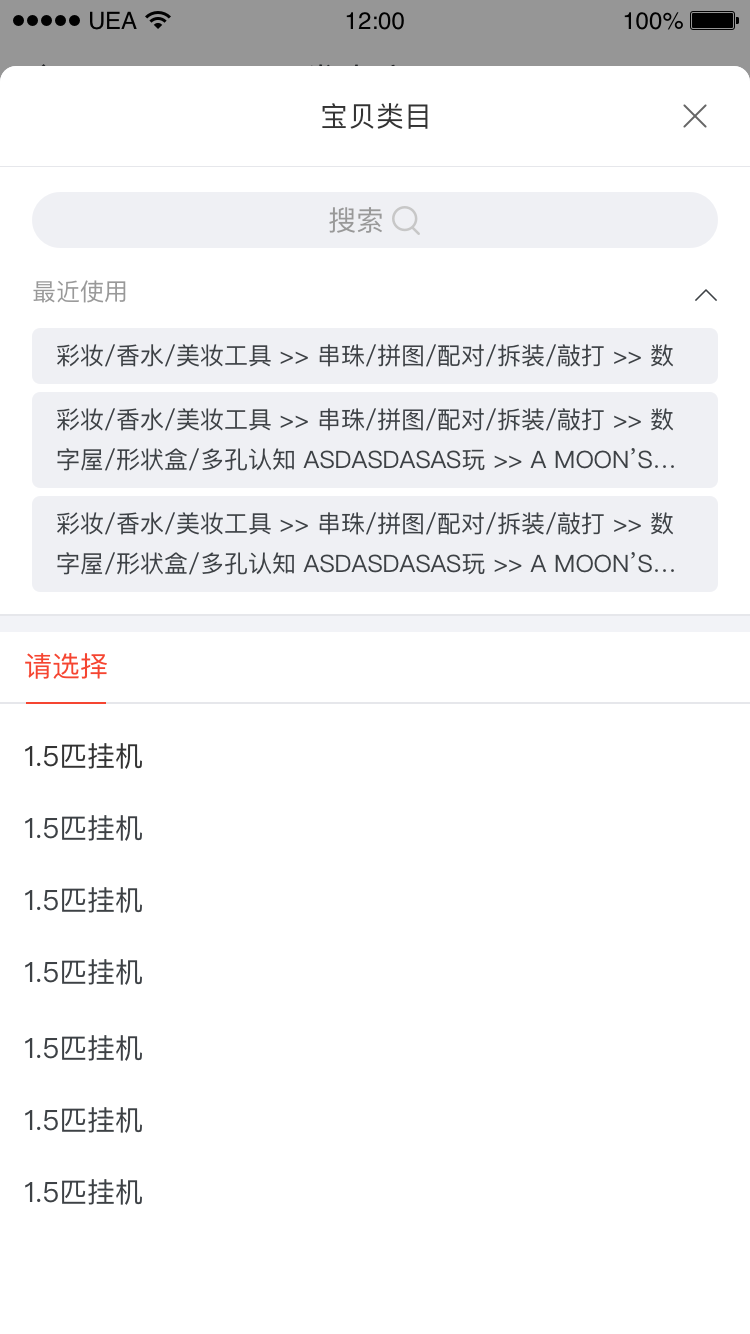 UEA 12:00 100%
宝贝类目
搜索
最近使用
彩妆/香水/美妆工具 >> 串珠/拼图/配对/拆装/敲打 >> 数
彩妆/香水/美妆工具 >> 串珠/拼图/配对/拆装/敲打 >> 数
字屋/形状盒/多孔认知 ASDASDASAS玩 >> A MOON’S...
彩妆/香水/美妆工具 >> 串珠/拼图/配对/拆装/敲打 >> 数
字屋/形状盒/多孔认知 ASDASDASAS玩 >> A MOON’S...
请选择
1.5匹挂机
1.5匹挂机
1.5匹挂机
1.5匹挂机
1.5匹挂机
1.5匹挂机
1.5匹挂机